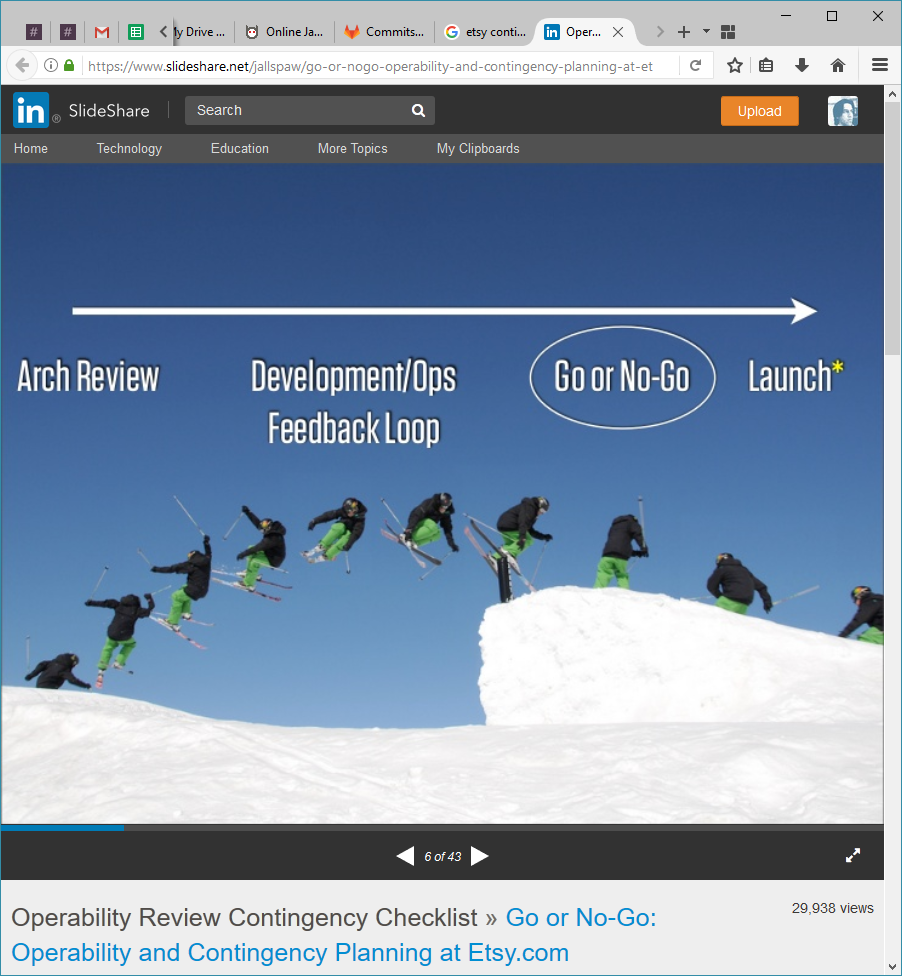 # # My Drive ... Online Ja... Commits... etsy conti... Oper...
https://www.slideshare.net/jallspaw/go-or-nogo-operability-and-contingency-planning-at-et
in ® SlideShare Search Upload
Home Technology Education More Topics My Clipboards
Arch Review Development/Ops Go or No-Go Launch*
Feedback Loop
6 of 43
Operability Review Contingency Checklist » Go or No-Go: 29,938 views
Operability and Contingency Planning at Etsy.com